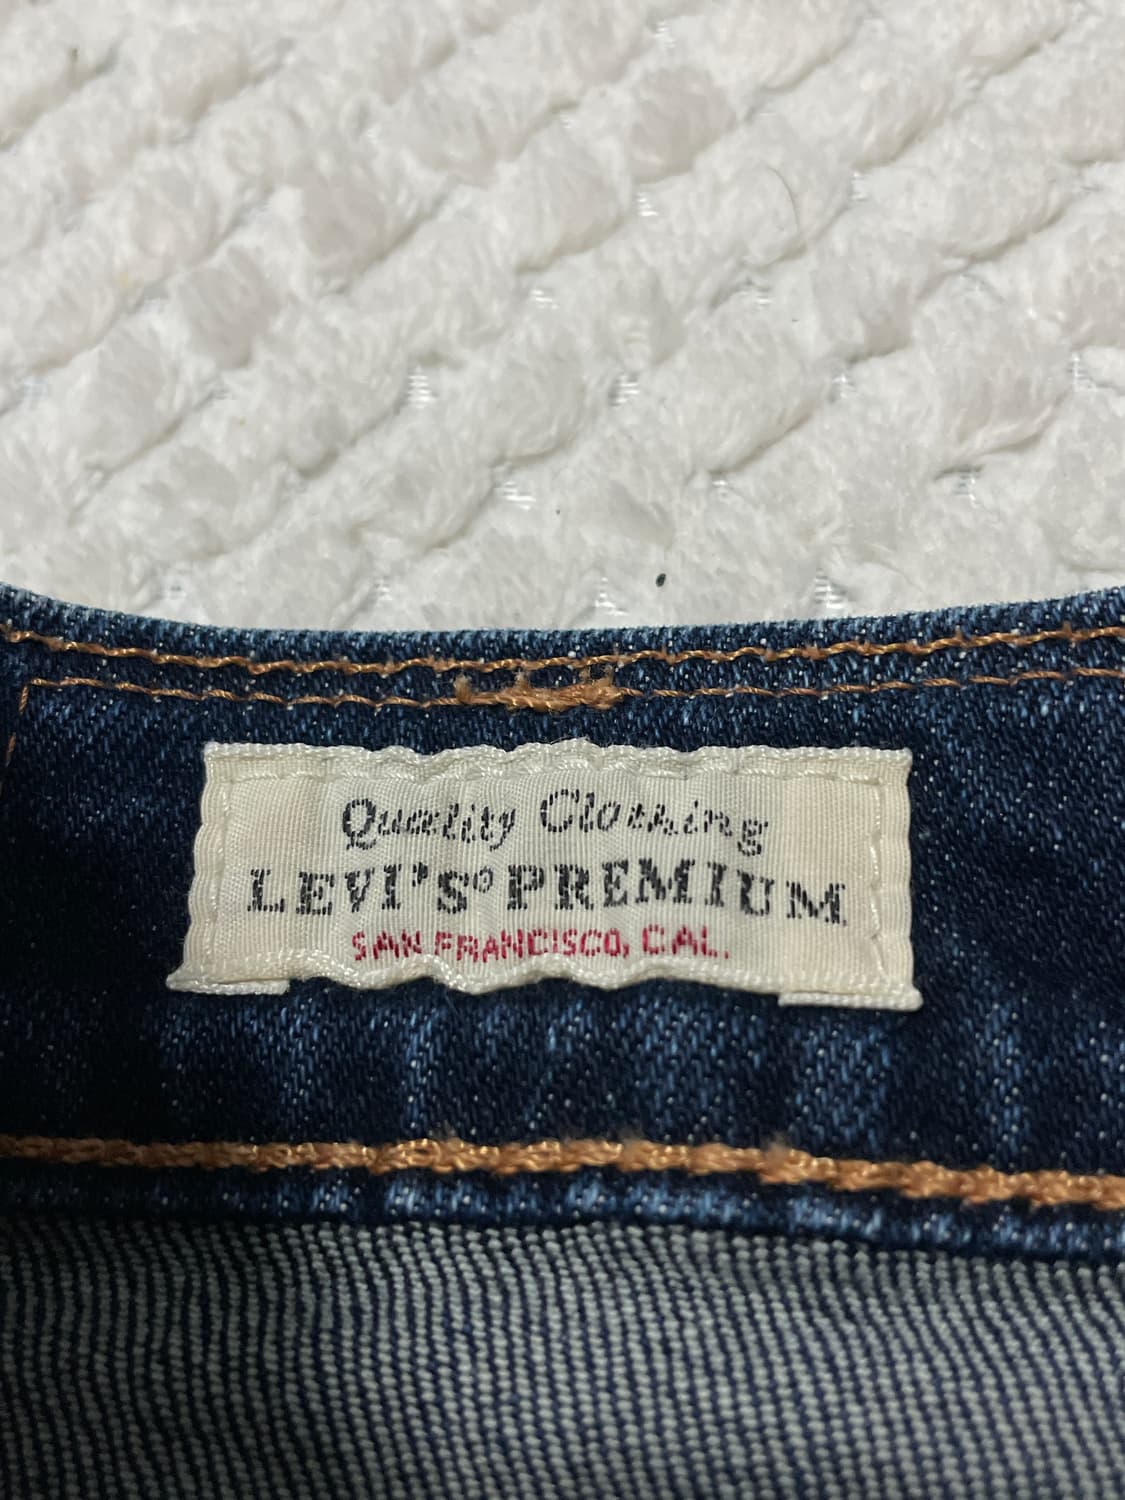 Quality Clothing
LEVI'S® PREMIUM
SAN FRANCISCO, CAL.